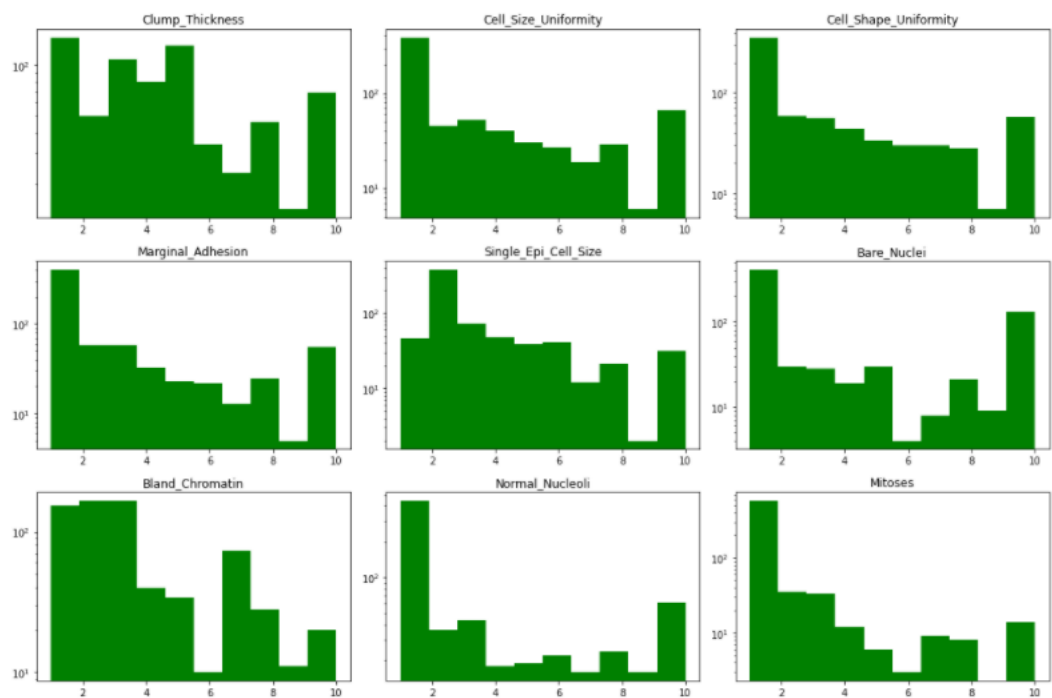 Clump_Thickness
10²
2 4 6 8 10
Cell_Size_Uniformity
10²
10¹
2 4 6 8 10
Cell_Shape_Uniformity
10²
10¹
2 4 6 8 10
Marginal_Adhesion
10²
10¹
2 4 6 8 10
Single_Epi_Cell_Size
10²
10¹
2 4 6 8 10
Bare_Nuclei
10²
10¹
2 4 6 8 10
Bland_Chromatin
10²
10¹
2 4 6 8 10
Normal_Nucleoli
10²
2 4 6 8 10
Mitoses
10²
10¹
2 4 6 8 10